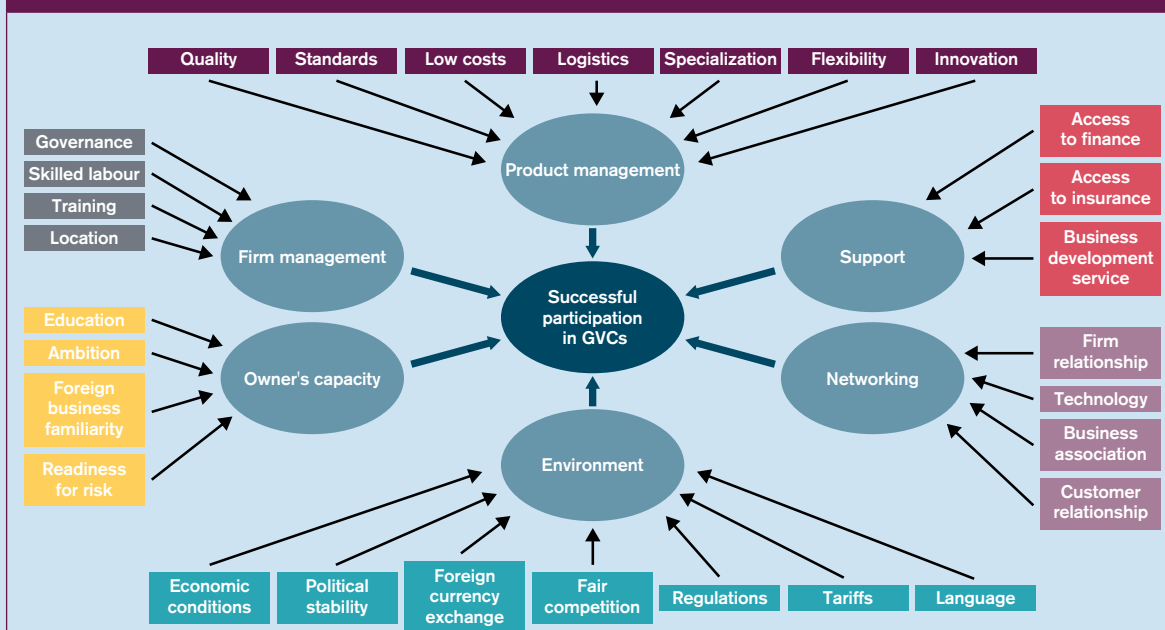 Quality
Standards
Low costs
Logistics
Specialization
Flexibility
Innovation
Governance
Skilled labour
Training
Location
Access
to finance
Access
to insurance
Business
development
service
Product management
Firm management
Support
Successful
participation
in GVCs
Education
Ambition
Foreign
business
familiarity
Readiness
for risk
Owner's capacity
Networking
Firm
relationship
Technology
Business
association
Customer
relationship
Environment
Economic
conditions
Political
stability
Foreign
currency
exchange
Fair
competition
Regulations
Tariffs
Language